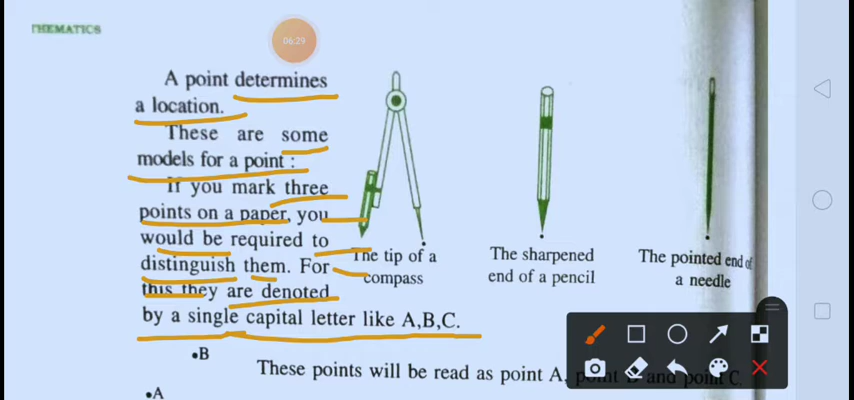 THEMATICS
06:29
A point determines
a location.
These are some
models for a point :
If you mark three
points on a paper, you
would be required to
distinguish them. For
this they are denoted
by a single capital letter like A,B,C.
The tip of a
compass
The sharpened
end of a pencil
The pointed end of
a needle
•B
These points will be read as point A, point B and point C.
•A